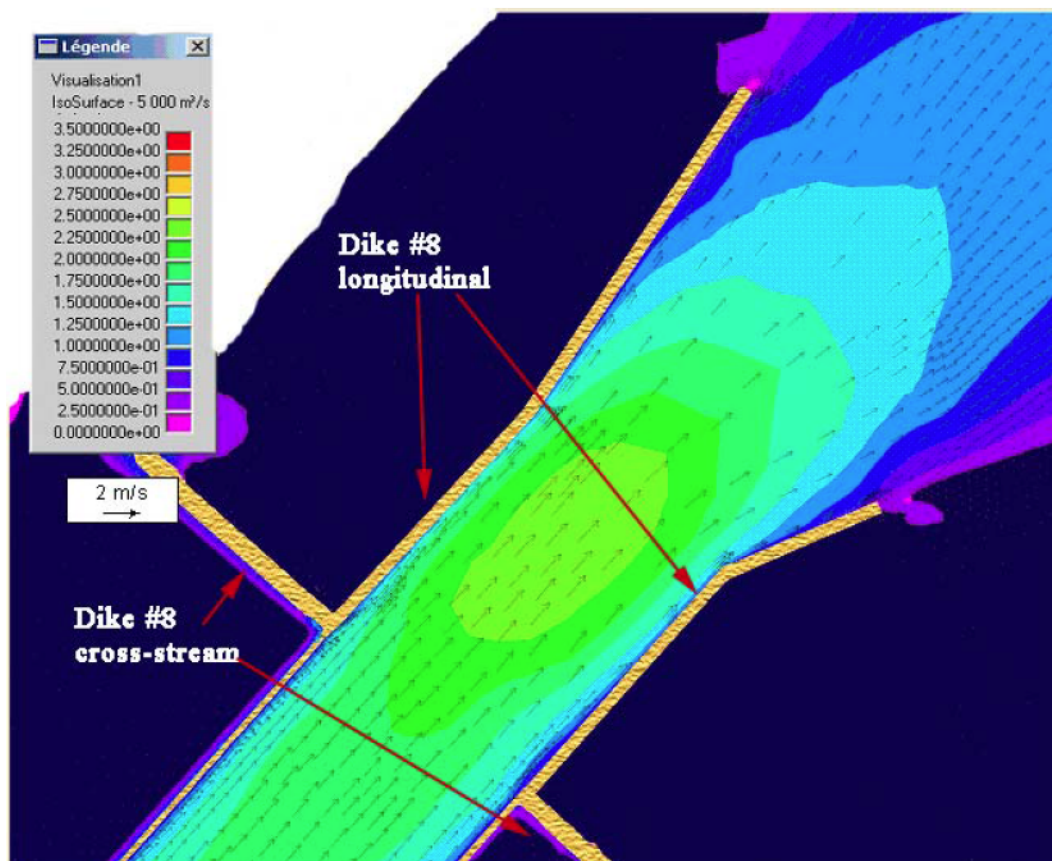 Légende
Visualisation1
IsoSurface - 5 000 m³/s
3.5000000e+00
3.2500000e+00
3.0000000e+00
2.7500000e+00
2.5000000e+00
2.2500000e+00
2.0000000e+00
1.7500000e+00
1.5000000e+00
1.2500000e+00
1.0000000e+00
7.5000000e-01
5.0000000e-01
2.5000000e-01
0.0000000e+00
2 m/s
Dike #8
longitudinal
Dike #8
cross-stream